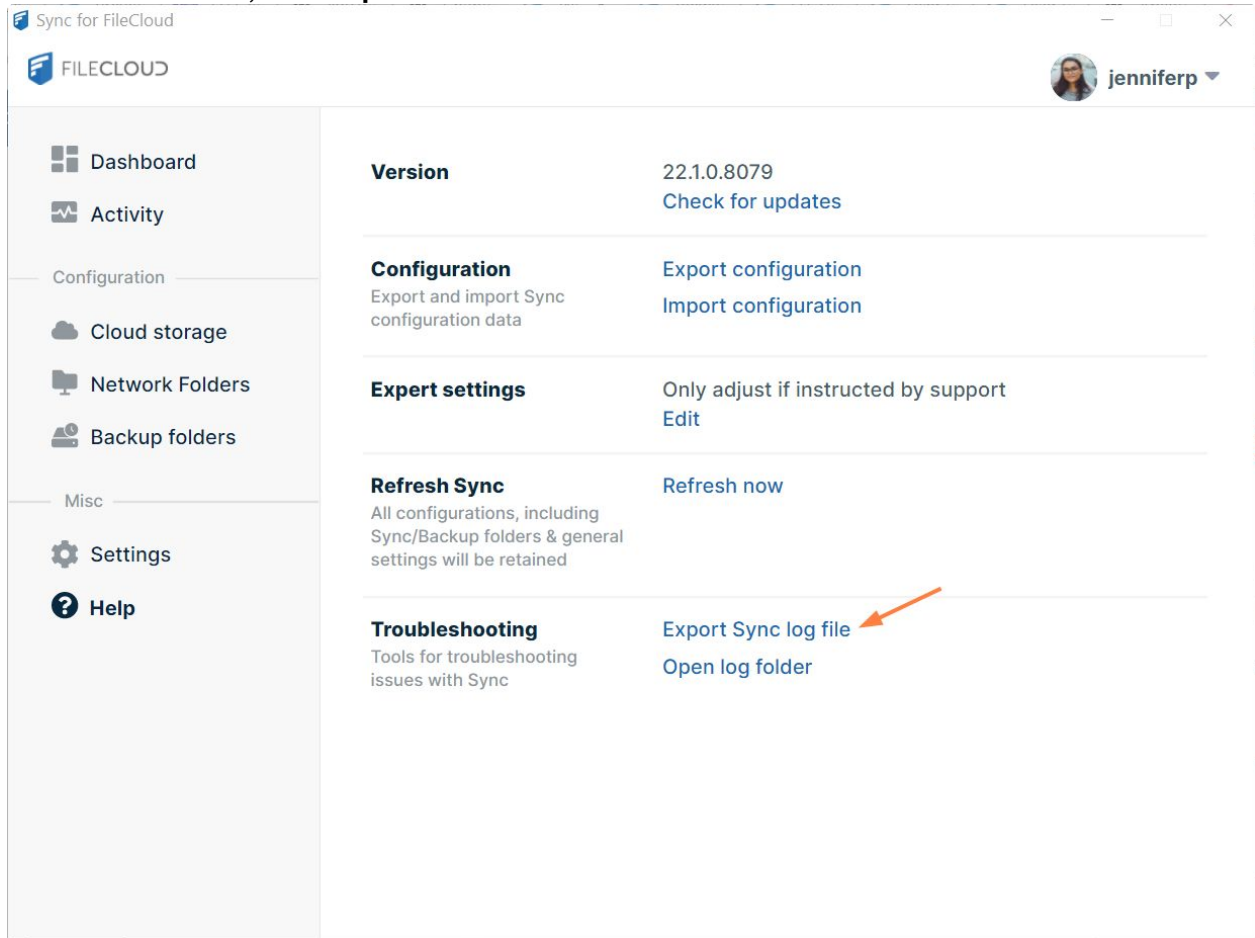 Sync for FileCloud
FILECLOUD
jenniferp
Dashboard
Activity
Configuration
Cloud storage
Network Folders
Backup folders
Misc
Settings
Help
Version
22.1.0.8079
Check for updates
Configuration
Export and import Sync
configuration data
Export configuration
Import configuration
Expert settings
Only adjust if instructed by support
Edit
Refresh Sync
All configurations, including
Sync/Backup folders & general
settings will be retained
Refresh now
Troubleshooting
Tools for troubleshooting
issues with Sync
Export Sync log file
Open log folder